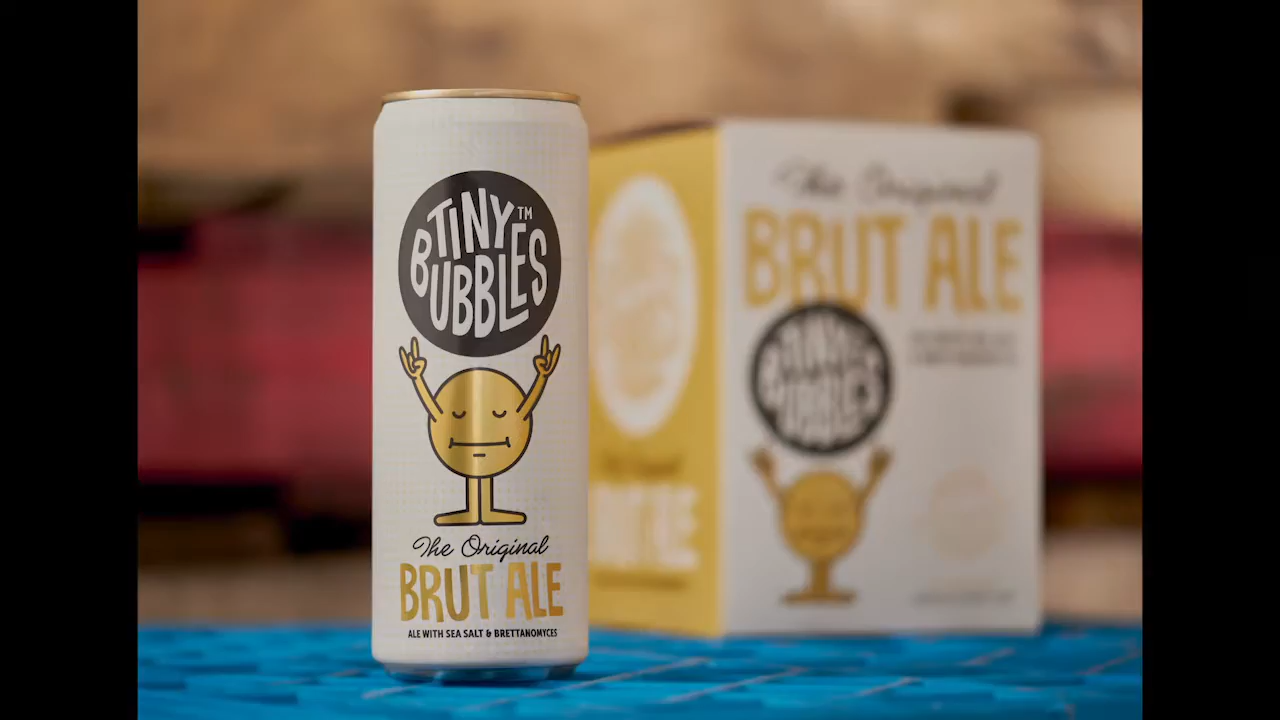 TINY™
BUBBLES
The Original
BRUT ALE
ALE WITH SEA SALT & BRETTANOMYCES
The Original
BRUT ALE
TINY
BUBBLES